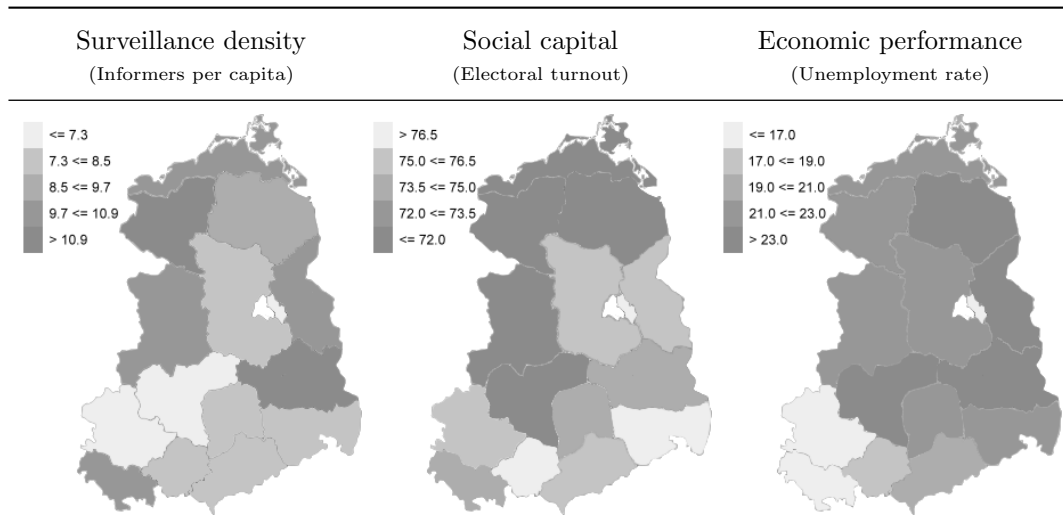 Surveillance density
(Informers per capita)
Social capital
(Electoral turnout)
Economic performance
(Unemployment rate)
<= 7.3
7.3 <= 8.5
8.5 <= 9.7
9.7 <= 10.9
> 10.9
> 76.5
75.0 <= 76.5
73.5 <= 75.0
72.0 <= 73.5
<= 72.0
<= 17.0
17.0 <= 19.0
19.0 <= 21.0
21.0 <= 23.0
> 23.0